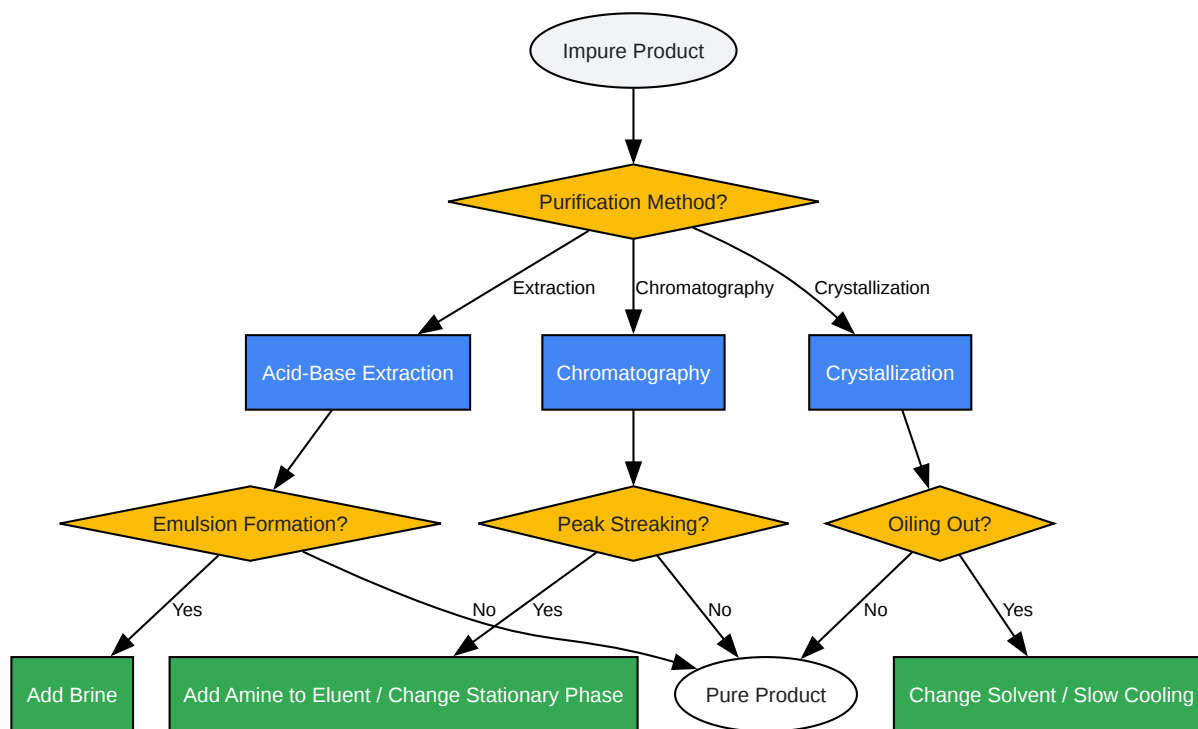 Impure Product
Purification Method?
Extraction
Chromatography
Crystallization
Acid-Base Extraction
Chromatography
Crystallization
Emulsion Formation?
Peak Streaking?
Oiling Out?
Yes
No
Yes
No
No
Yes
Add Brine
Add Amine to Eluent / Change Stationary Phase
Pure Product
Change Solvent / Slow Cooling